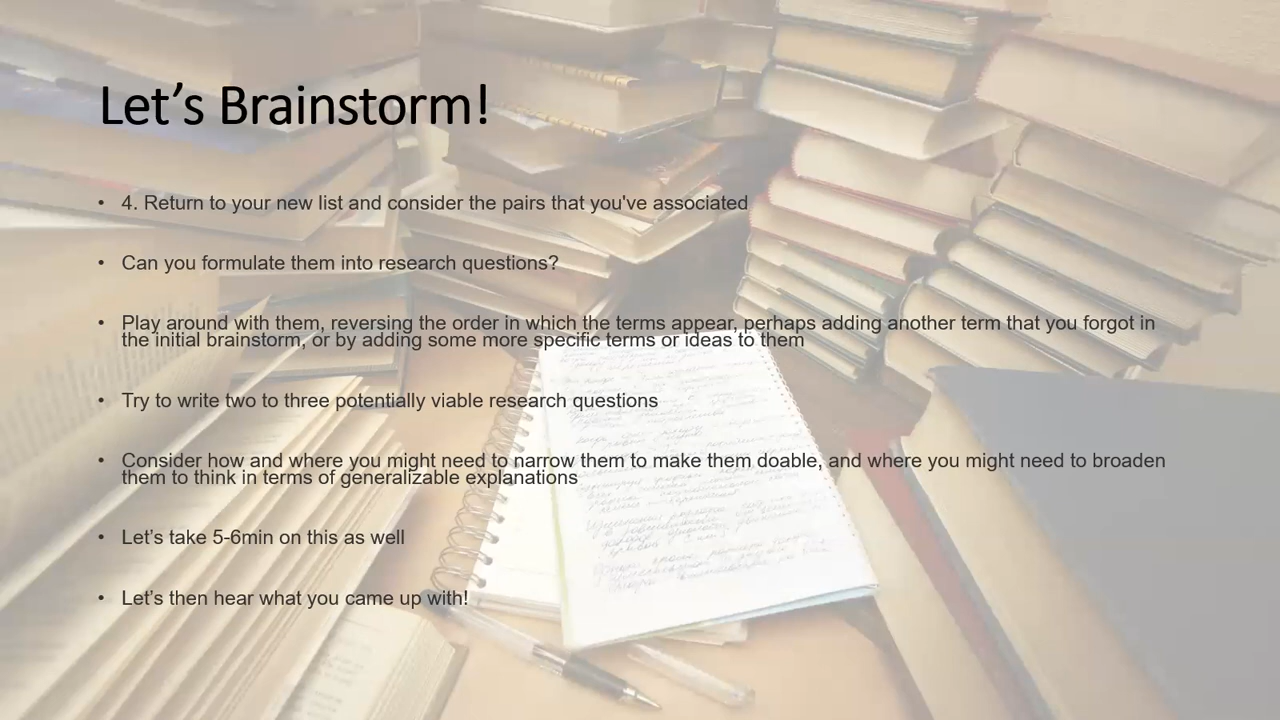 Let’s Brainstorm!
• 4. Return to your new list and consider the pairs that you've associated
• Can you formulate them into research questions?
• Play around with them, reversing the order in which the terms appear, perhaps adding another term that you forgot in
the initial brainstorm, or by adding some more specific terms or ideas to them
• Try to write two to three potentially viable research questions
• Consider how and where you might need to narrow them to make them doable, and where you might need to broaden
them to think in terms of generalizable explanations
• Let’s take 5-6min on this as well
• Let’s then hear what you came up with!